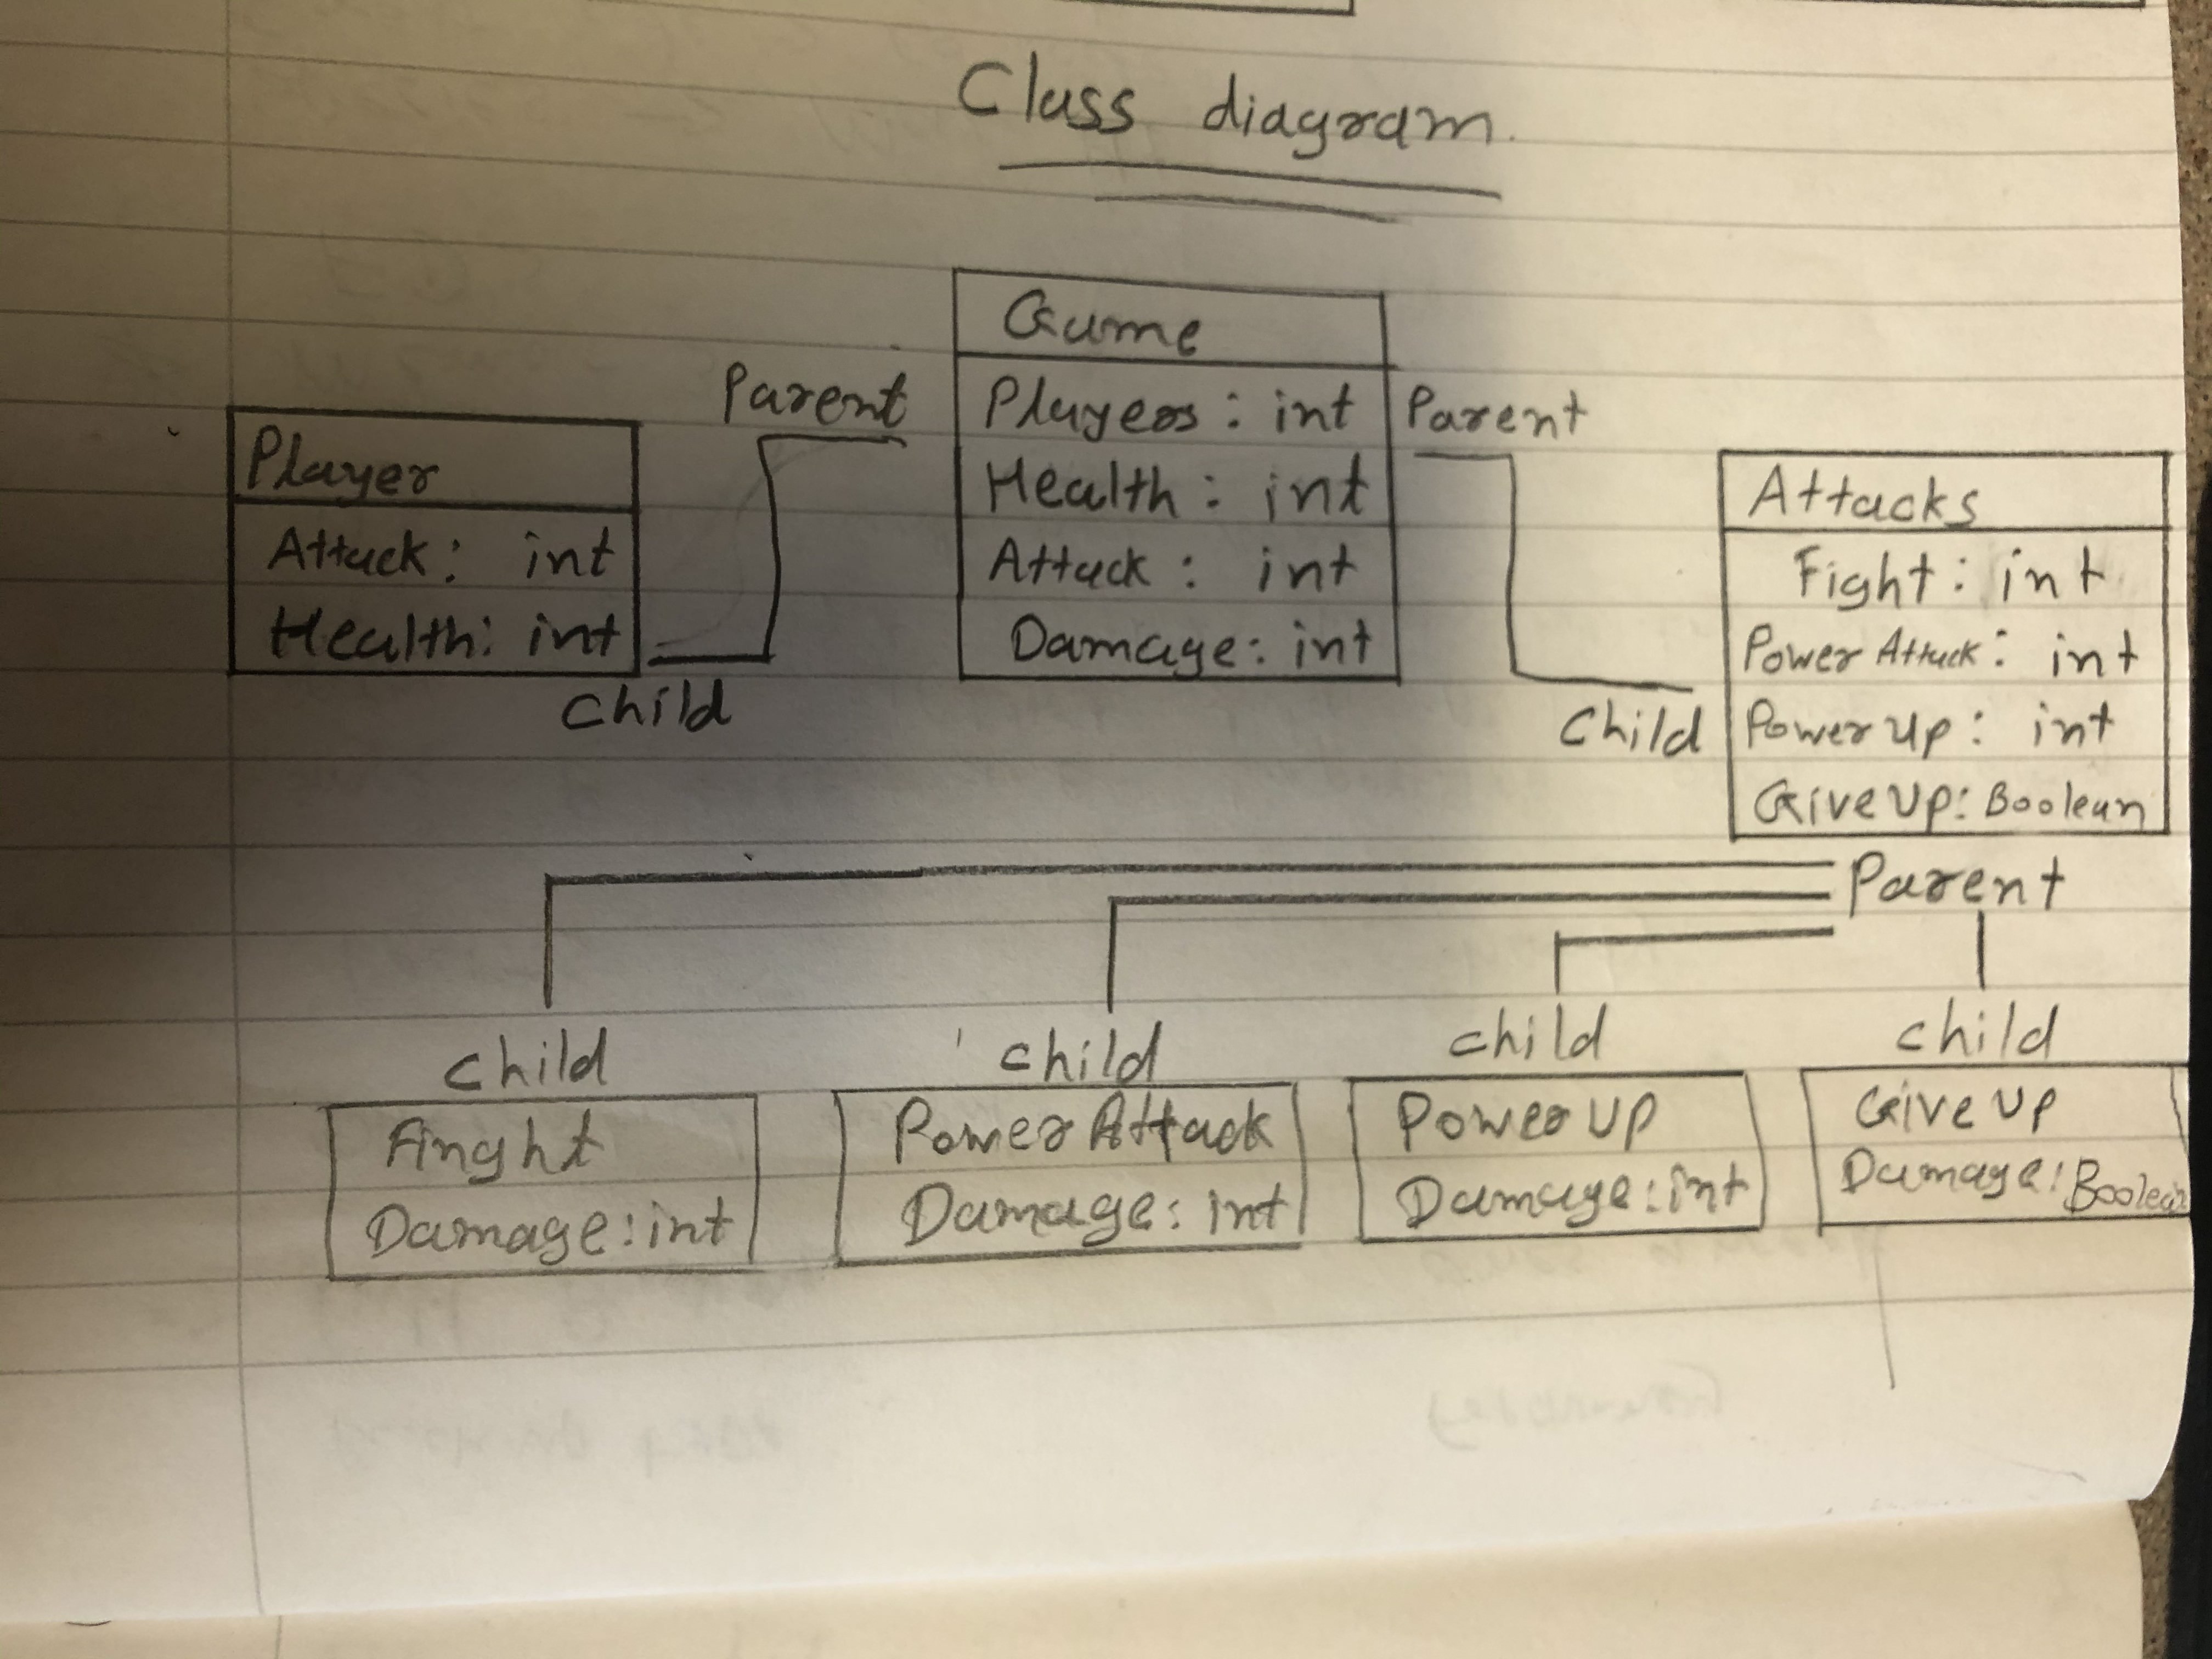 Class diagram.
Game
Players: int
Health: int
Attack: int
Damage: int
Parent
Parent
Player
Attack: int
Health: int
child
Attacks
Fight: int
Power Attack: int
Power up: int
Give Up: Boolean
Child
Parent
child
child
child
child
Finght
Damage: int
Power Attack
Damage: int
Power UP
Damage: int
Give UP
Damage: Boolean